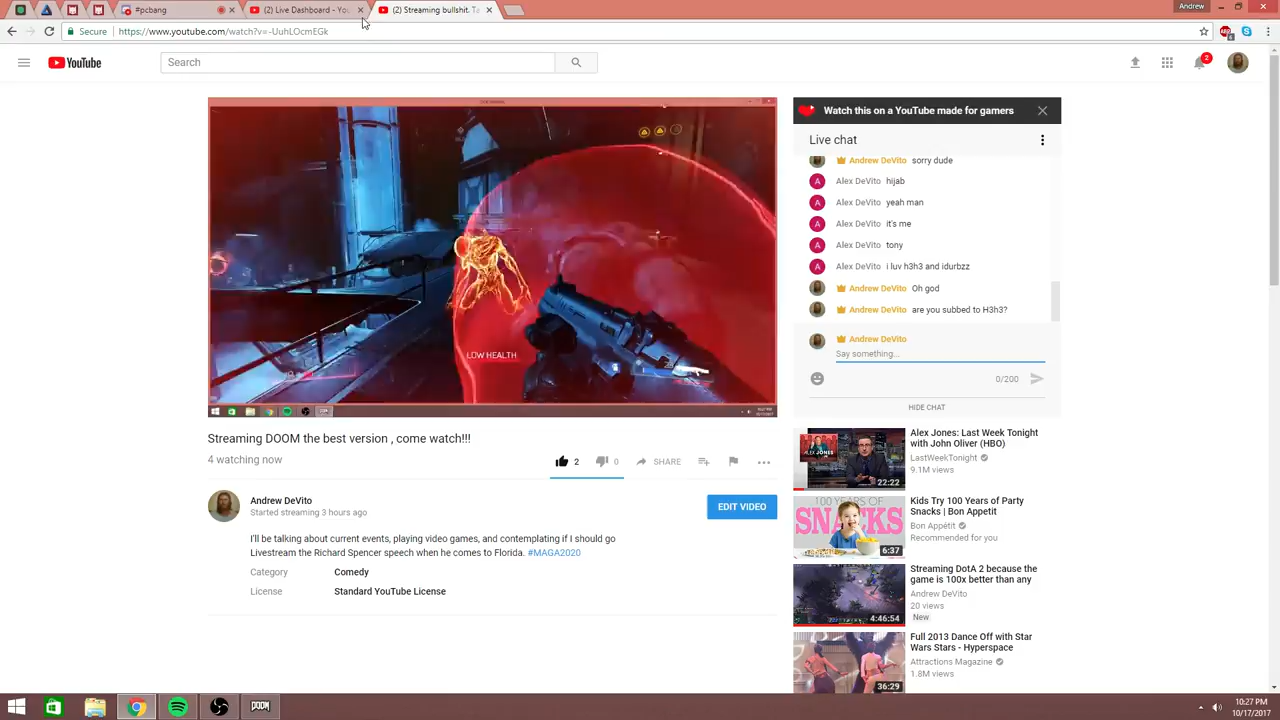 #pcbang
(2) Live Dashboard - You
(2) Streaming bullshit. Ta
Andrew
Secure
https://www.youtube.com/watch?v=-UuhLOcmEGk
YouTube
Search
2
Watch this on a YouTube made for gamers
Live chat
Andrew DeVito sorry dude
A Alex DeVito hijab
A Alex DeVito yeah man
A Alex DeVito it's me
A Alex DeVito tony
A Alex DeVito i luv h3h3 and idurbzz
Andrew DeVito Oh god
Andrew DeVito are you subbed to H3h3?
Andrew DeVito
Say something...
0/200
HIDE CHAT
LOW HEALTH
Streaming DOOM the best version , come watch!!!
4 watching now
2
0
SHARE
Andrew DeVito
Started streaming 3 hours ago
EDIT VIDEO
I'll be talking about current events, playing video games, and contemplating if I should go
Livestream the Richard Spencer speech when he comes to Florida. #MAGA2020
Category Comedy
License Standard YouTube License
Alex Jones: Last Week Tonight
with John Oliver (HBO)
LastWeekTonight
9.1M views
22:22
100 YEARS OF
SNACKS
Kids Try 100 Years of Party
Snacks | Bon Appetit
Bon Appétit
Recommended for you
6:37
Streaming DotA 2 because the
game is 100x better than any
Andrew DeVito
20 views
New
4:46:54
Full 2013 Dance Off with Star
Wars Stars - Hyperspace
Attractions Magazine
1.8M views
36:29
DOOM
10:27 PM
10/17/2017